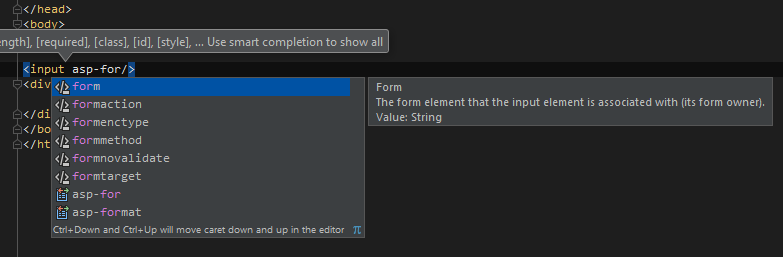 </head>
<body>
ength], [required], [class], [id], [style], ... Use smart completion to show all
<input asp-for/>
<div
form
formaction
formenctype
formmethod
formnovalidate
formtarget
asp-for
asp-format
Ctrl+Down and Ctrl+Up will move caret down and up in the editor π
Form
The form element that the input element is associated with (its form owner).
Value: String
</di
</bo
</ht